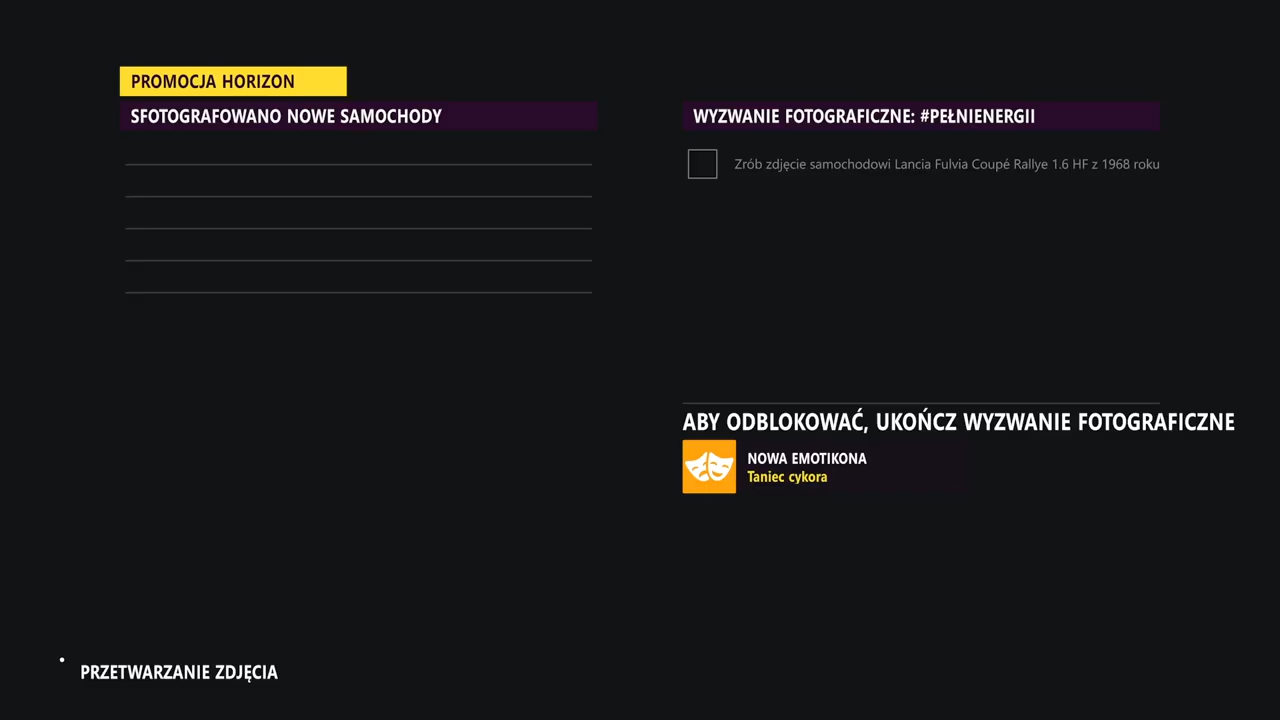 PROMOCJA HORIZON
SFOTOGRAFOWANO NOWE SAMOCHODY
WYZWANIE FOTOGRAFICZNE: #PEŁNIENERGII
Zrób zdjęcie samochodowi Lancia Fulvia Coupé Rallye 1.6 HF z 1968 roku
ABY ODBLOKOWAĆ, UKOŃCZ WYZWANIE FOTOGRAFICZNE
NOWA EMOTIKONA
Taniec cykora
PRZETWARZANIE ZDJĘCIA